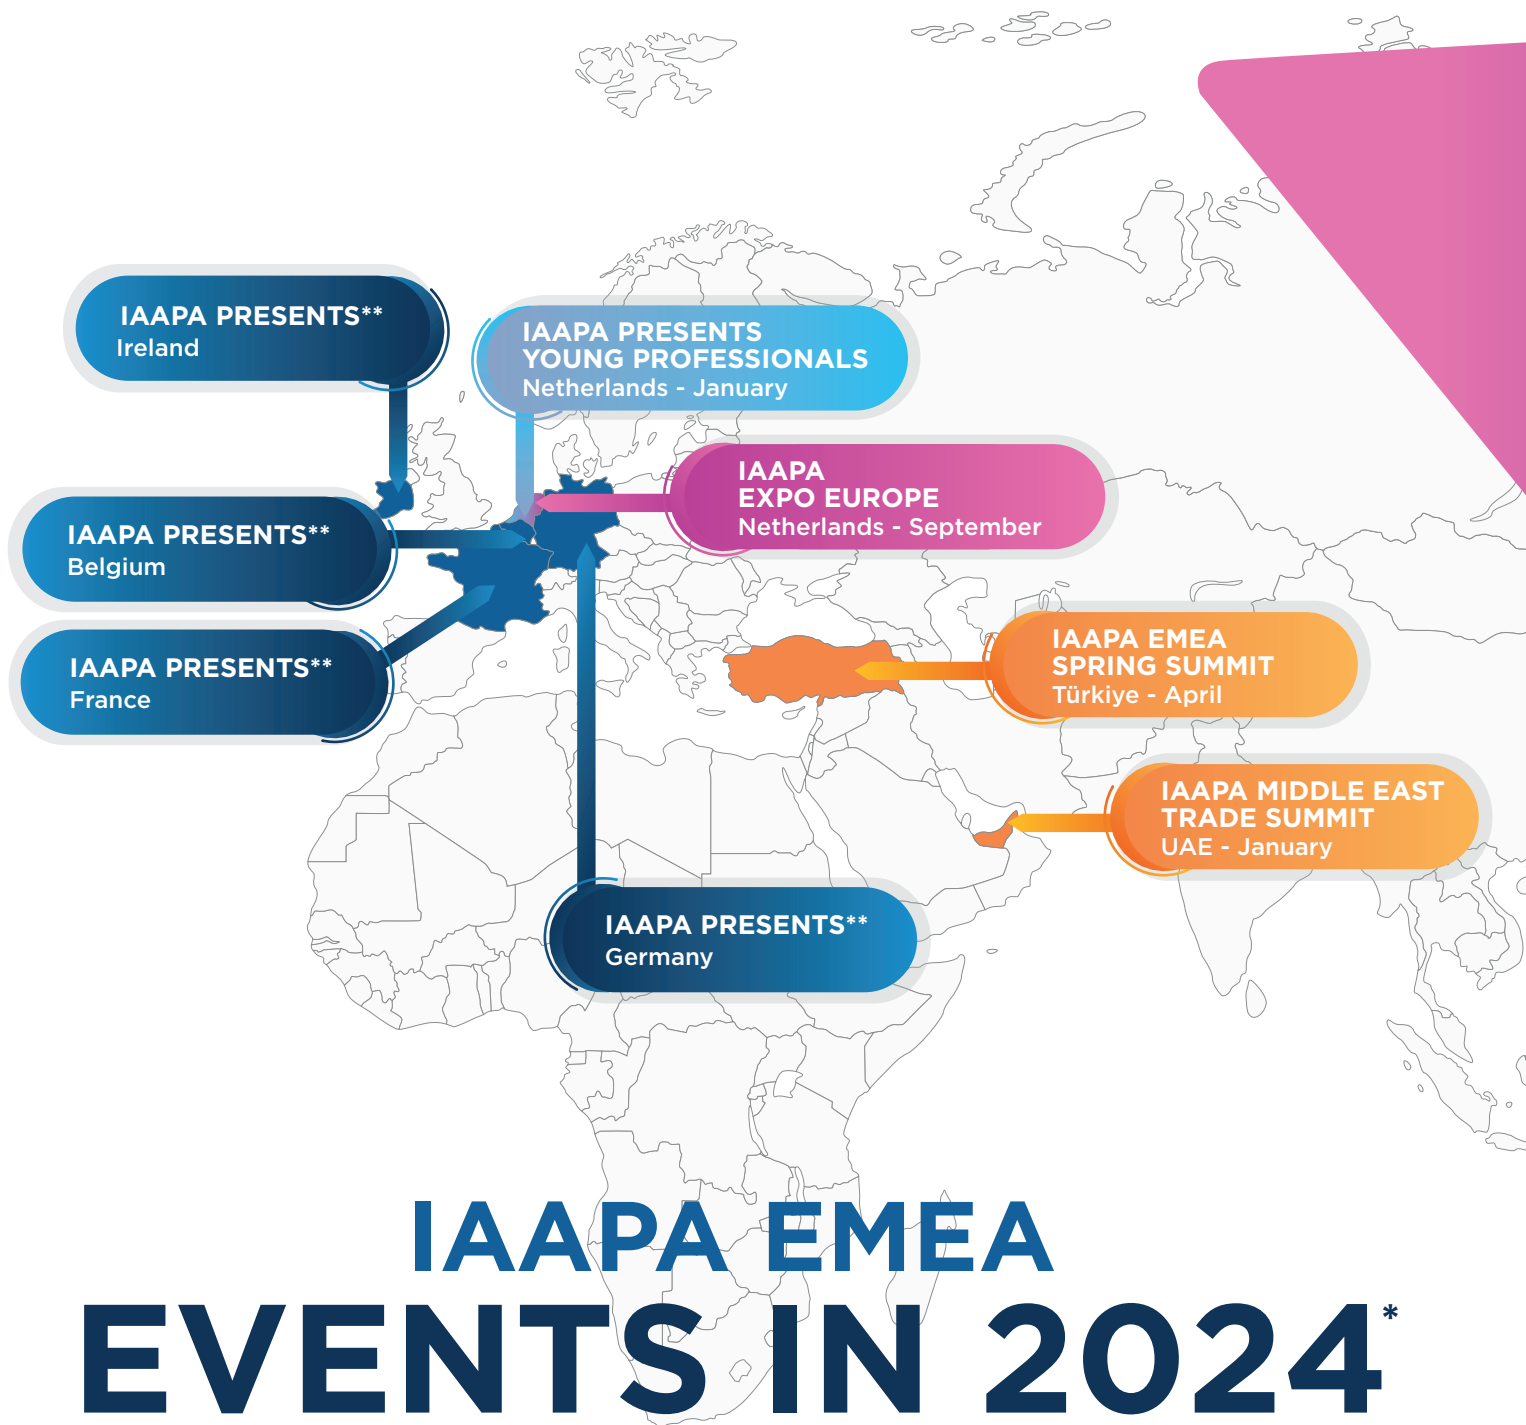 IAAPA PRESENTS**
Ireland
IAAPA PRESENTS
YOUNG PROFESSIONALS
Netherlands - January
IAAPA
EXPO EUROPE
Netherlands - September
IAAPA PRESENTS**
Belgium
IAAPA PRESENTS**
France
IAAPA EMEA
SPRING SUMMIT
Türkiye - April
IAAPA MIDDLE EAST
TRADE SUMMIT
UAE - January
IAAPA PRESENTS**
Germany
IAAPA EMEA
EVENTS IN 2024*